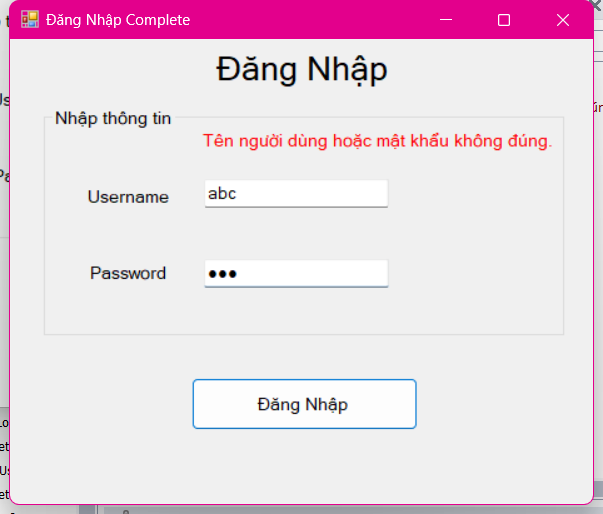 Đăng Nhập Complete
Đăng Nhập
Nhập thông tin
Tên người dùng hoặc mật khẩu không đúng.
Username
abc
Password
●●●
Đăng Nhập